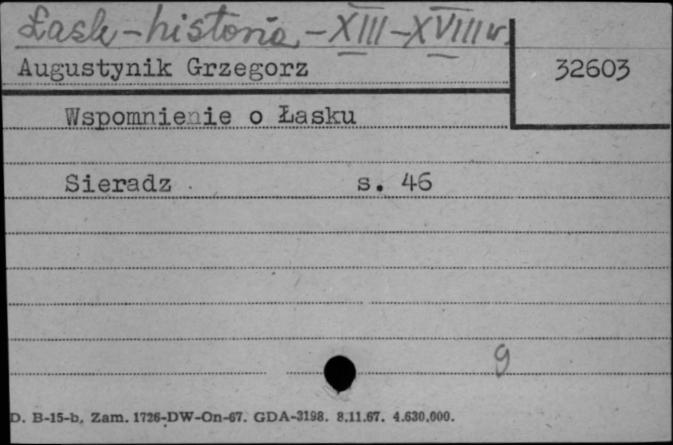 Łask-historia-XIII-XVIII w.
Augustynik Grzegorz 32603
Wspomnienie o Łasku
Sieradz s. 46
9
D. B-15-b. Zam. 1726-DW-On-67. GDA-3198. 8.11.67. 4.630.000.